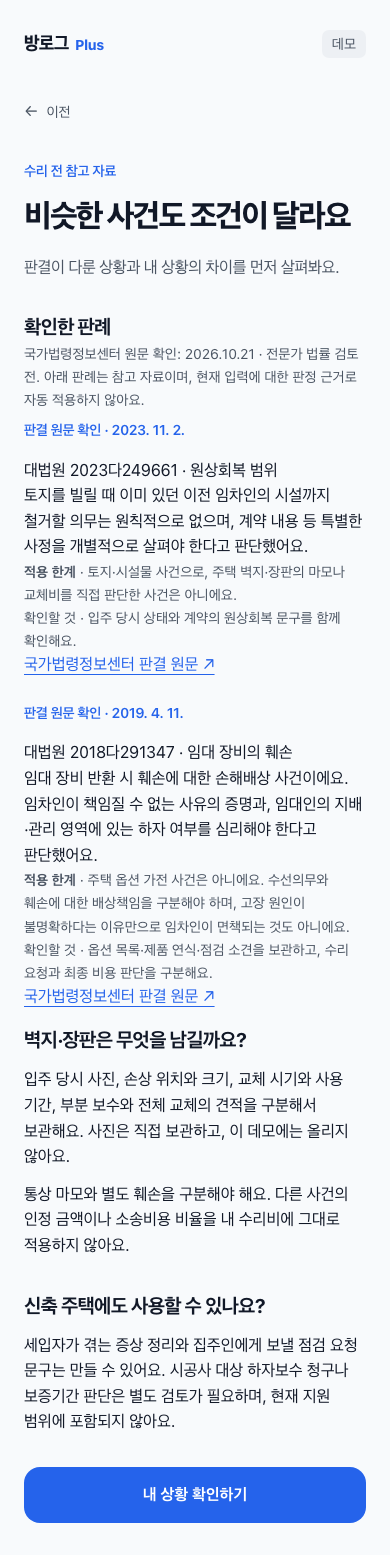 방로그 Plus
데모
← 이전
수리 전 참고 자료
비슷한 사건도 조건이 달라요
판결이 다룬 상황과 내 상황의 차이를 먼저 살펴봐요.
확인한 판례
국가법령정보센터 원문 확인: 2026.10.21 · 전문가 법률 검토
전. 아래 판례는 참고 자료이며, 현재 입력에 대한 판정 근거로
자동 적용하지 않아요.
판결 원문 확인 · 2023. 11. 2.
대법원 2023다249661 · 원상회복 범위
토지를 빌릴 때 이미 있던 이전 임차인의 시설까지
철거할 의무는 원칙적으로 없으며, 계약 내용 등 특별한
사정을 개별적으로 살펴야 한다고 판단했어요.
적용 한계 · 토지·시설물 사건으로, 주택 벽지·장판의 마모나
교체비를 직접 판단한 사건은 아니에요.
확인할 것 · 입주 당시 상태와 계약의 원상회복 문구를 함께
확인해요.
국가법령정보센터 판결 원문 ↗
판결 원문 확인 · 2019. 4. 11.
대법원 2018다291347 · 임대 장비의 훼손
임대 장비 반환 시 훼손에 대한 손해배상 사건이에요.
임차인이 책임질 수 없는 사유의 증명과, 임대인의 지배
·관리 영역에 있는 하자 여부를 심리해야 한다고
판단했어요.
적용 한계 · 주택 옵션 가전 사건은 아니에요. 수선의무와
훼손에 대한 배상책임을 구분해야 하며, 고장 원인이
불명확하다는 이유만으로 임차인이 면책되는 것도 아니에요.
확인할 것 · 옵션 목록·제품 연식·점검 소견을 보관하고, 수리
요청과 최종 비용 판단을 구분해요.
국가법령정보센터 판결 원문 ↗
벽지·장판은 무엇을 남길까요?
입주 당시 사진, 손상 위치와 크기, 교체 시기와 사용
기간, 부분 보수와 전체 교체의 견적을 구분해서
보관해요. 사진은 직접 보관하고, 이 데모에는 올리지
않아요.
통상 마모와 별도 훼손을 구분해야 해요. 다른 사건의
인정 금액이나 소송비용 비율을 내 수리비에 그대로
적용하지 않아요.
신축 주택에도 사용할 수 있나요?
세입자가 겪는 증상 정리와 집주인에게 보낼 점검 요청
문구는 만들 수 있어요. 시공사 대상 하자보수 청구나
보증기간 판단은 별도 검토가 필요하며, 현재 지원
범위에 포함되지 않아요.
내 상황 확인하기